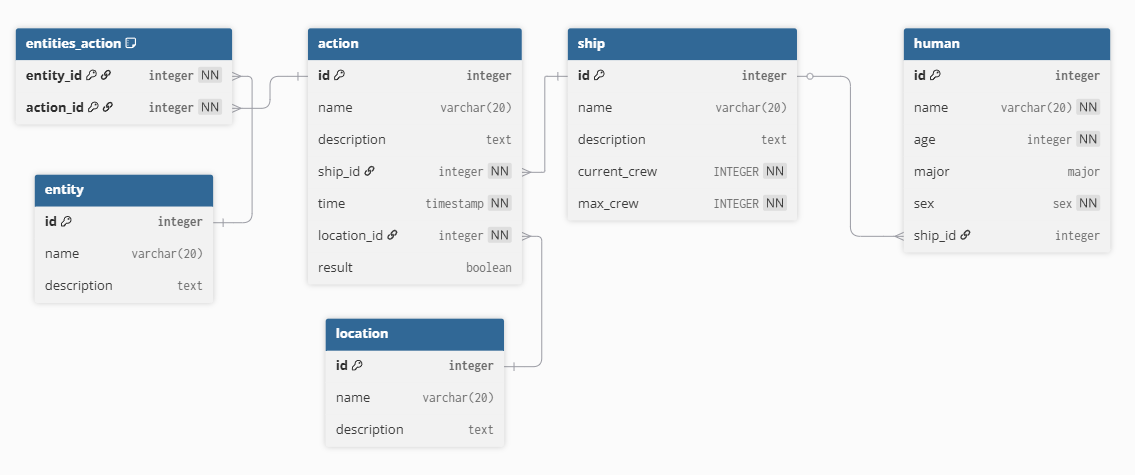 entities_action
entity_id integer NN
action_id integer NN
entity
id integer
name varchar(20)
description text
action
id integer
name varchar(20)
description text
ship_id integer NN
time timestamp NN
location_id integer NN
result boolean
location
id integer
name varchar(20)
description text
ship
id integer
name varchar(20)
description text
current_crew INTEGER NN
max_crew INTEGER NN
human
id integer
name varchar(20) NN
age integer NN
major major
sex sex NN
ship_id integer